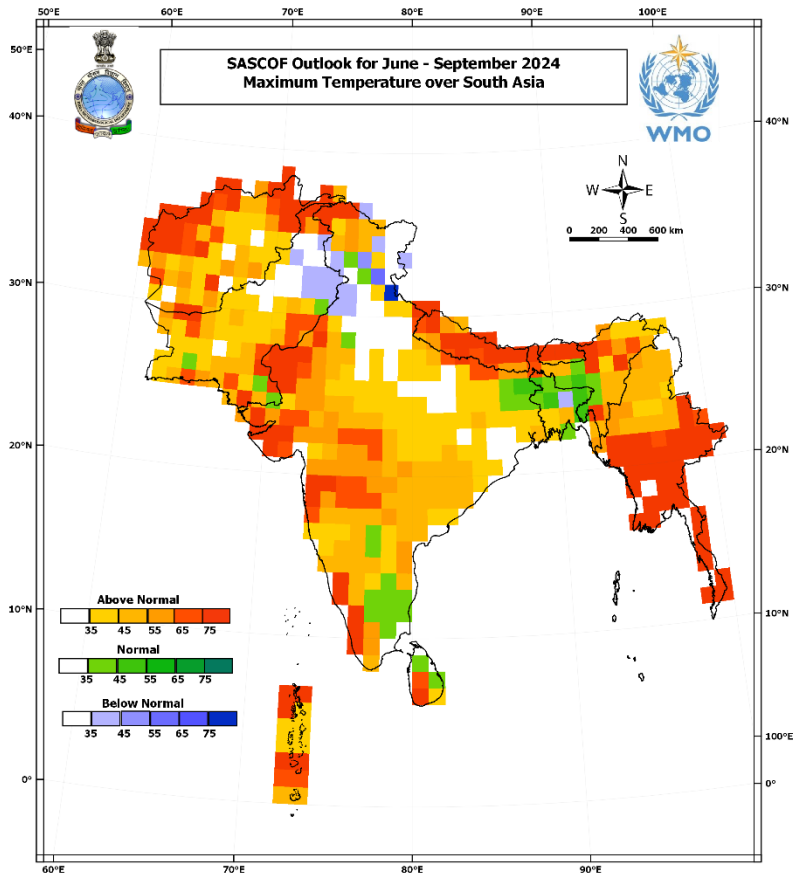 50°E 60°E 70°E 80°E 90°E 100°E
50°N
SASCOF Outlook for June - September 2024
Maximum Temperature over South Asia
WMO
40°N 40°N
N
W E
S
0 200 400 600 km
30°N 30°N
20°N 20°N
Above Normal
35 45 55 65 75
10°N 10°N
Normal
35 45 55 65 75
Below Normal
35 45 55 65 75
100°E
0° 0°
60°E 70°E 80°E 90°E